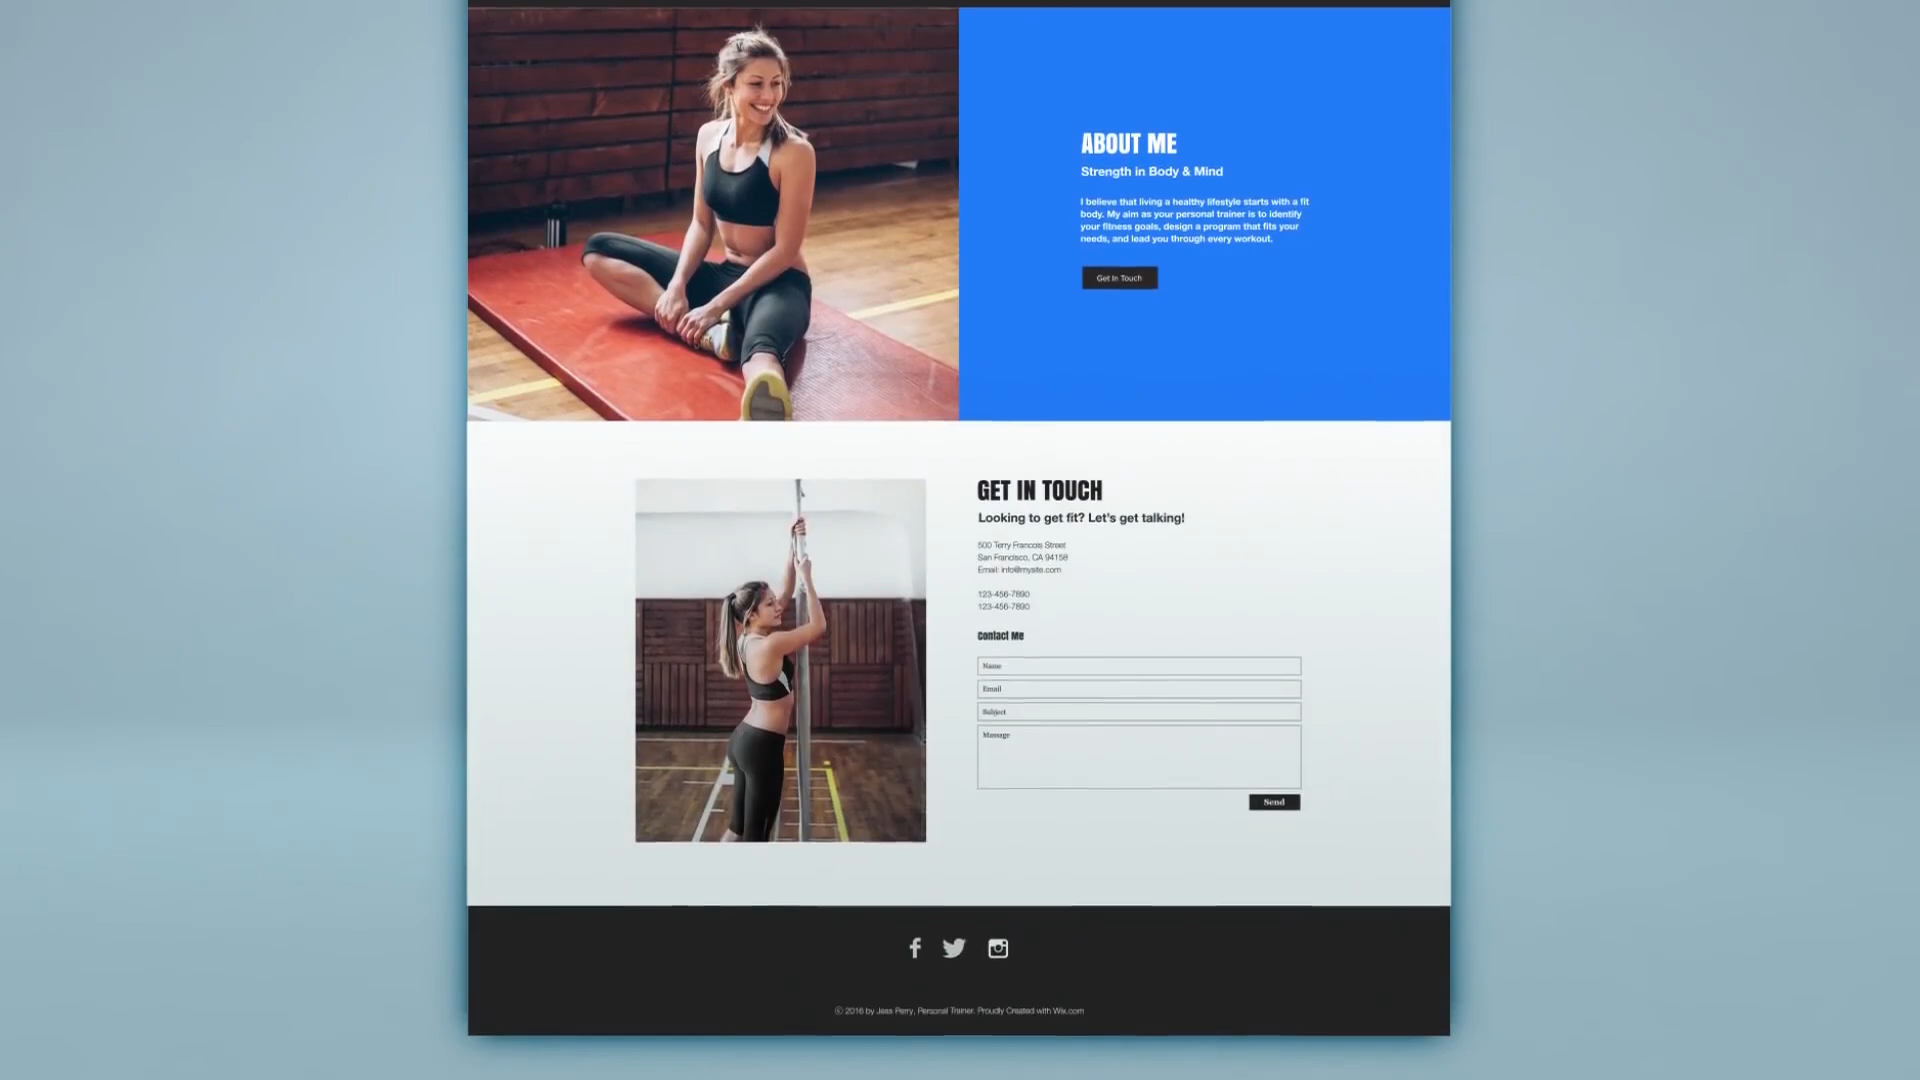 ABOUT ME
Strength in Body & Mind
I believe that living a healthy lifestyle starts with a fit
body. My aim as your personal trainer is to identify
your fitness goals, design a program that fits your
needs, and lead you through every workout.
Get In Touch
GET IN TOUCH
Looking to get fit? Let's get talking!
500 Terry Francois Street
San Francisco, CA 94158
Email: info@mysite.com
123-456-7890
123-456-7890
Contact Me
Name
Email
Subject
Massage
Send
© 2016 by Jess Perry, Personal Trainer. Proudly Created with Wix.com